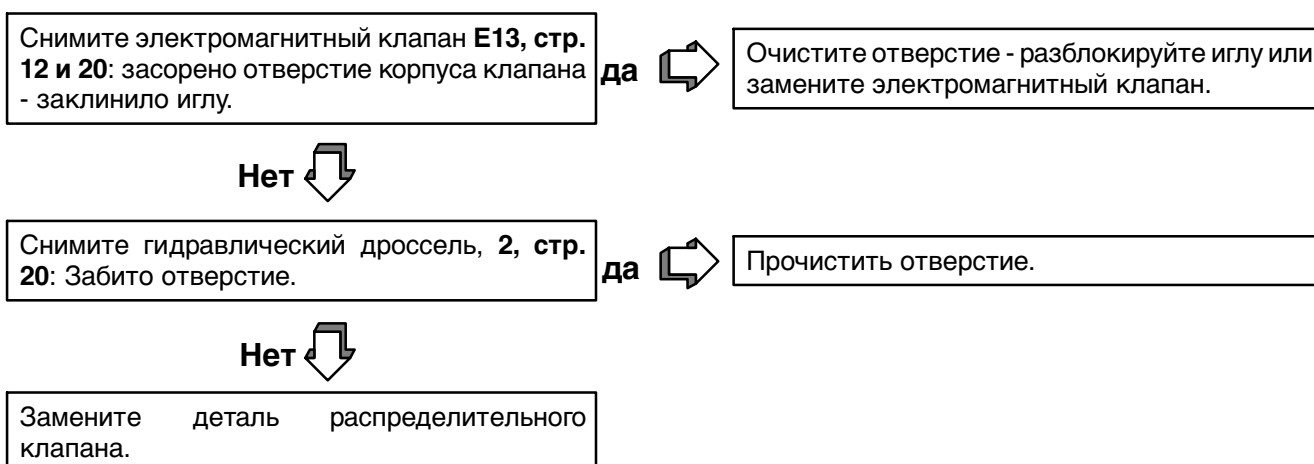 Снимите электромагнитный клапан E13, стр.
12 и 20: засорено отверстие корпуса клапана
- заклинило иглу.
да
Очистите отверстие - разблокируйте иглу или
замените электромагнитный клапан.
Нет
Снимите гидравлический дроссель, 2, стр.
20: Забито отверстие.
да
Прочистить отверстие.
Нет
Замените деталь распределительного
клапана.